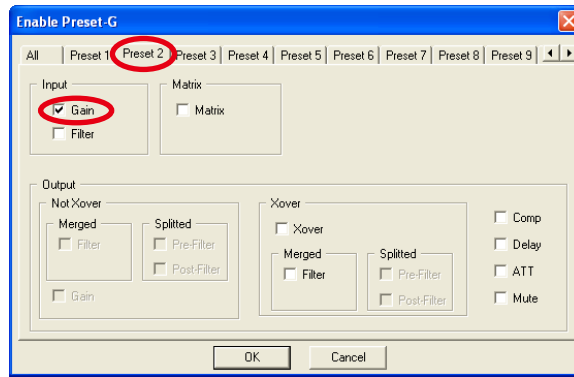 Enable Preset-G
All Preset 1 Preset 2 Preset 3 Preset 4 Preset 5 Preset 6 Preset 7 Preset 8 Preset 9
Input
Gain
Filter
Matrix
Matrix
Output
Not Xover
Merged
Filter
Splitted
Pre-Filter
Post-Filter
Gain
Xover
Xover
Merged
Filter
Splitted
Pre-Filter
Post-Filter
Comp
Delay
ATT
Mute
OK Cancel